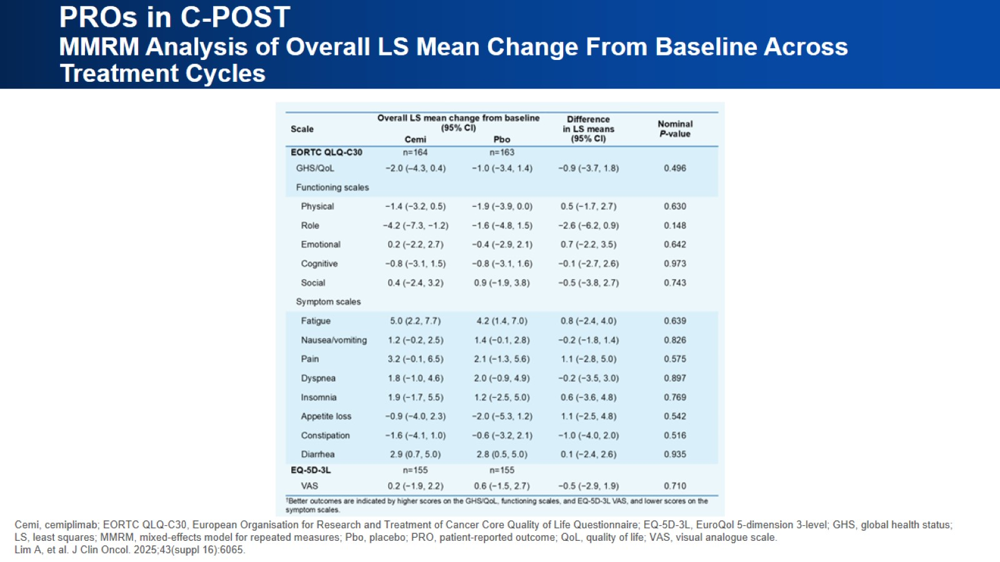 PROs in C-POST
MMRM Analysis of Overall LS Mean Change From Baseline Across
Treatment Cycles
Scale Overall LS mean change from baseline (95% CI) Difference in LS means (95% CI) Nominal P-value
Cemi Pbo
EORTC QLQ-C30 n=164 n=163
GHS/QoL −2.0 (−4.3, 0.4) −1.0 (−3.4, 1.4) −0.9 (−3.7, 1.8) 0.496
Functioning scales
Physical −1.4 (−3.2, 0.5) −1.9 (−3.9, 0.0) 0.5 (−1.7, 2.7) 0.630
Role −4.2 (−7.3, −1.2) −1.6 (−4.8, 1.5) −2.6 (−6.2, 0.9) 0.148
Emotional 0.2 (−2.2, 2.7) −0.4 (−2.9, 2.1) 0.7 (−2.2, 3.5) 0.642
Cognitive −0.8 (−3.1, 1.5) −0.8 (−3.1, 1.6) −0.1 (−2.7, 2.6) 0.973
Social 0.4 (−2.4, 3.2) 0.9 (−1.9, 3.8) −0.5 (−3.8, 2.7) 0.743
Symptom scales
Fatigue 5.0 (2.2, 7.7) 4.2 (1.4, 7.0) 0.8 (−2.4, 4.0) 0.639
Nausea/vomiting 1.2 (−0.2, 2.5) 1.4 (−0.1, 2.8) −0.2 (−1.8, 1.4) 0.826
Pain 3.2 (−0.1, 6.5) 2.1 (−1.3, 5.6) 1.1 (−2.8, 5.0) 0.575
Dyspnea 1.8 (−1.0, 4.6) 2.0 (−0.9, 4.9) −0.2 (−3.5, 3.0) 0.897
Insomnia 1.9 (−1.7, 5.5) 1.2 (−2.5, 5.0) 0.6 (−3.6, 4.8) 0.769
Appetite loss −0.9 (−4.0, 2.3) −2.0 (−5.3, 1.2) 1.1 (−2.5, 4.8) 0.542
Constipation −1.6 (−4.1, 1.0) −0.6 (−3.2, 2.1) −1.0 (−4.0, 2.0) 0.516
Diarrhea 2.9 (0.7, 5.0) 2.8 (0.5, 5.0) 0.1 (−2.4, 2.6) 0.935
EQ-5D-3L n=155 n=155
VAS 0.2 (−1.9, 2.2) 0.6 (−1.5, 2.7) −0.5 (−2.9, 1.9) 0.710
†Better outcomes are indicated by higher scores on the GHS/QoL, functioning scales, and EQ-5D-3L VAS, and lower scores on the
symptom scales.
Cemi, cemiplimab; EORTC QLQ-C30, European Organisation for Research and Treatment of Cancer Core Quality of Life Questionnaire; EQ-5D-3L, EuroQol 5-dimension 3-level; GHS, global health status;
LS, least squares; MMRM, mixed-effects model for repeated measures; Pbo, placebo; PRO, patient-reported outcome; QoL, quality of life; VAS, visual analogue scale.
Lim A, et al. J Clin Oncol. 2025;43(suppl 16):6065.